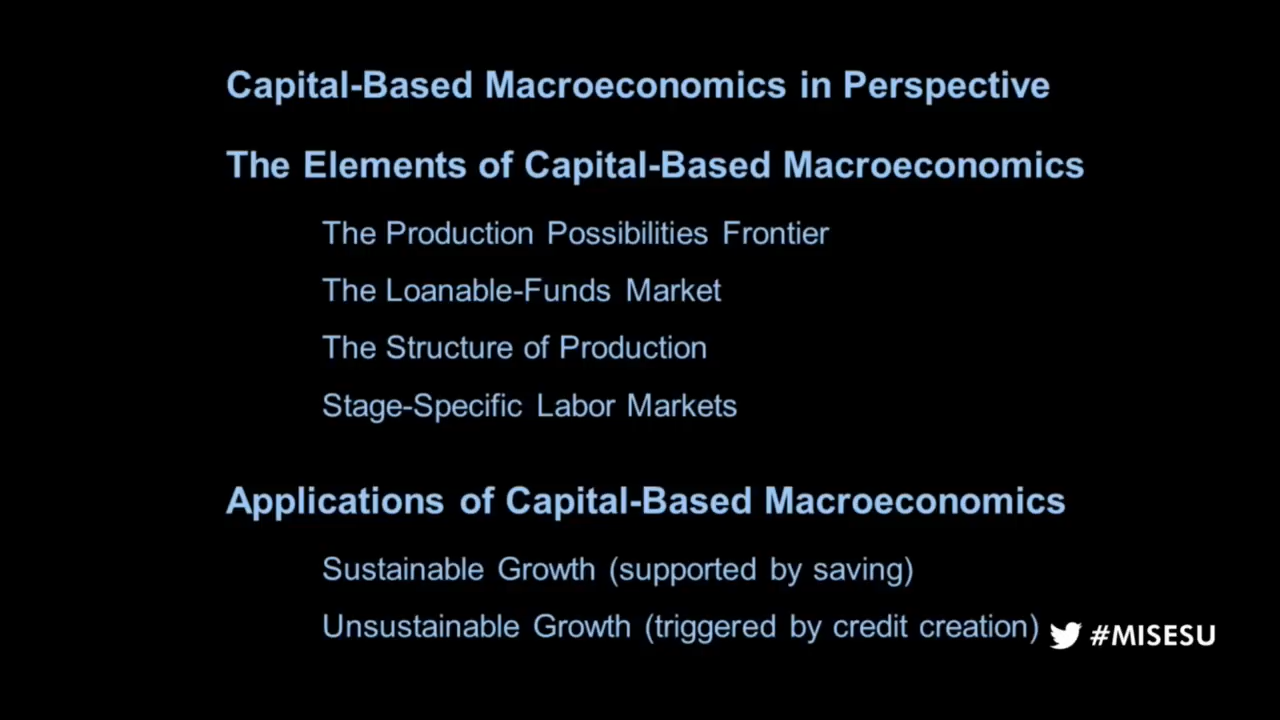 Capital-Based Macroeconomics in Perspective
The Elements of Capital-Based Macroeconomics
The Production Possibilities Frontier
The Loanable-Funds Market
The Structure of Production
Stage-Specific Labor Markets
Applications of Capital-Based Macroeconomics
Sustainable Growth (supported by saving)
Unsustainable Growth (triggered by credit creation)
#MISESU